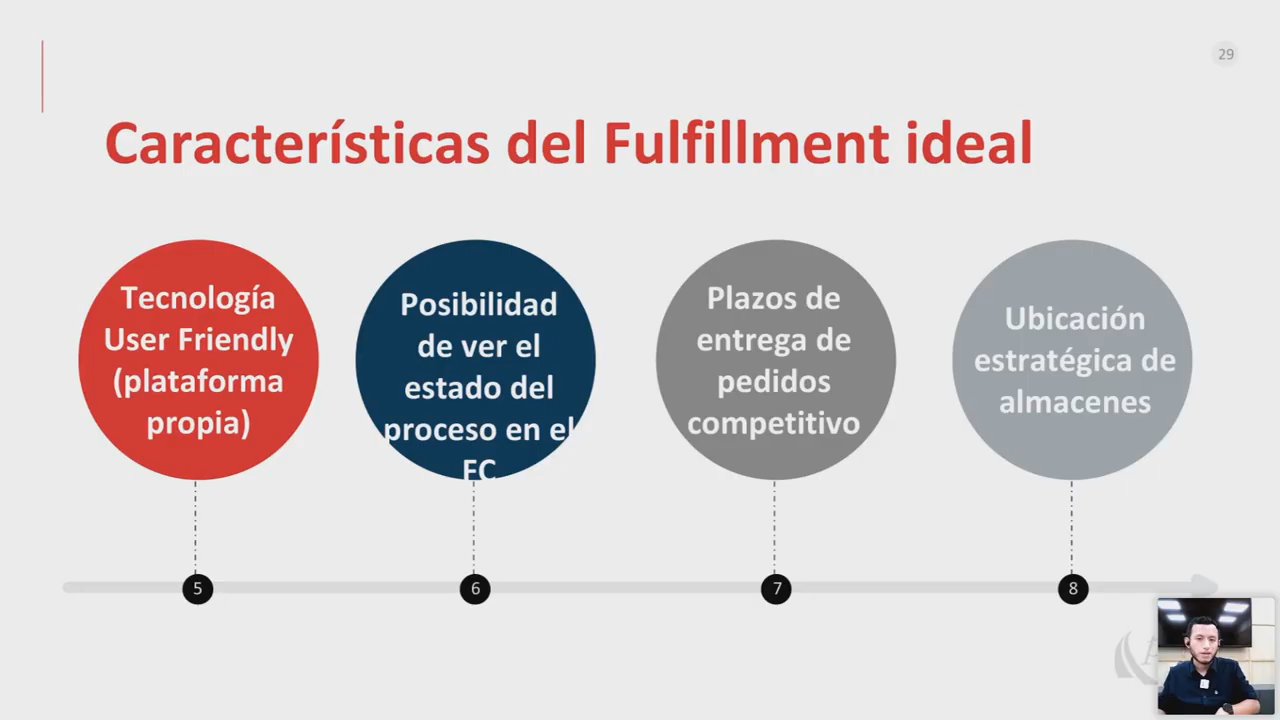 29
Características del Fulfillment ideal
Tecnología
User Friendly
(plataforma
propia)
Posibilidad
de ver el
estado del
proceso en el
FC
Plazos de
entrega de
pedidos
competitivo
Ubicación
estratégica de
almacenes
5
6
7
8